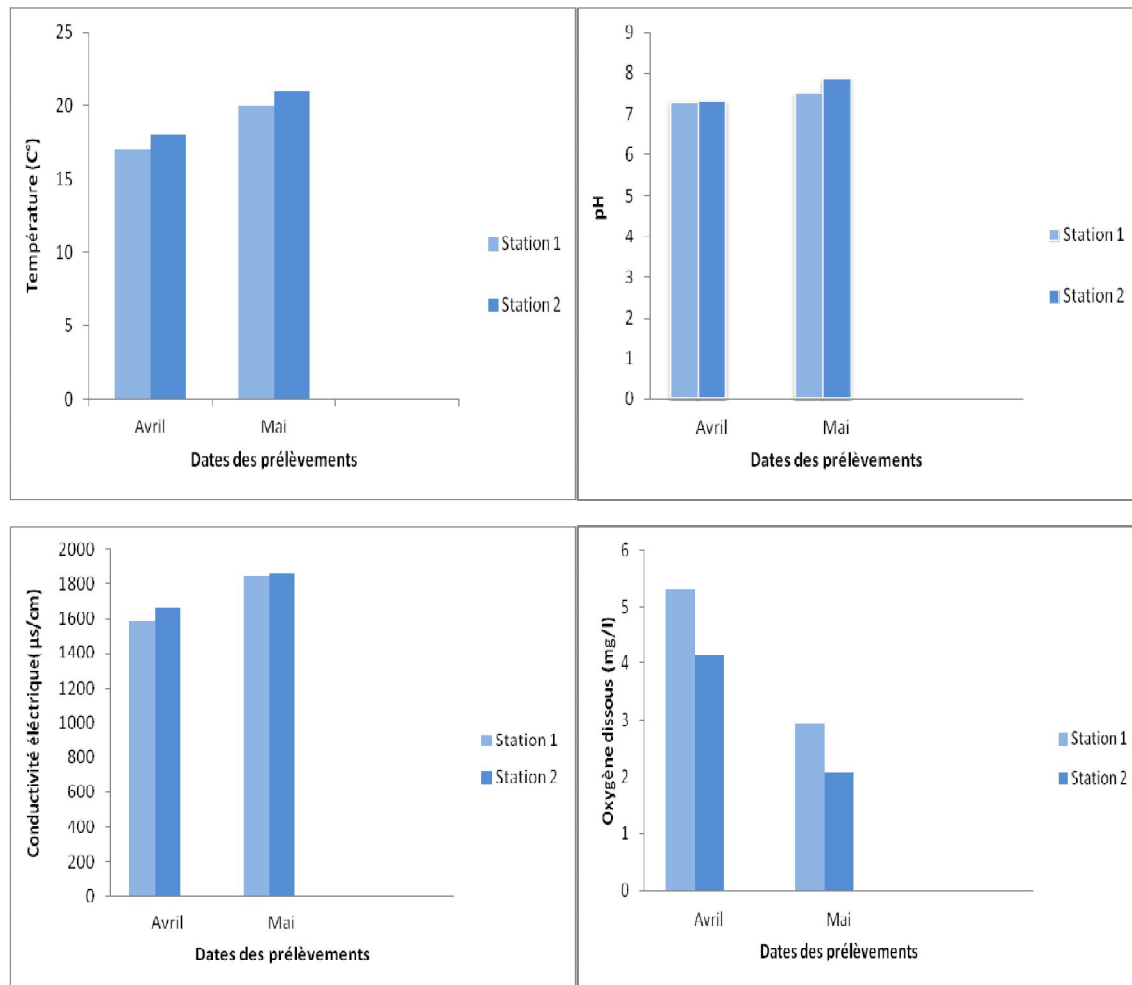 Température (C°)
25
20
15
10
5
0
Avril
Mai
Dates des prélèvements
Station 1
Station 2
pH
9
8
7
6
5
4
3
2
1
0
Avril
Mai
Dates des prélèvements
Station 1
Station 2
Conductivité éléctrique( µs/cm)
2000
1800
1600
1400
1200
1000
800
600
400
200
0
Avril
Mai
Dates des prélèvements
Station 1
Station 2
Oxygène dissous (mg/l)
6
5
4
3
2
1
0
Avril
Mai
Dates des prélèvements
Station 1
Station 2